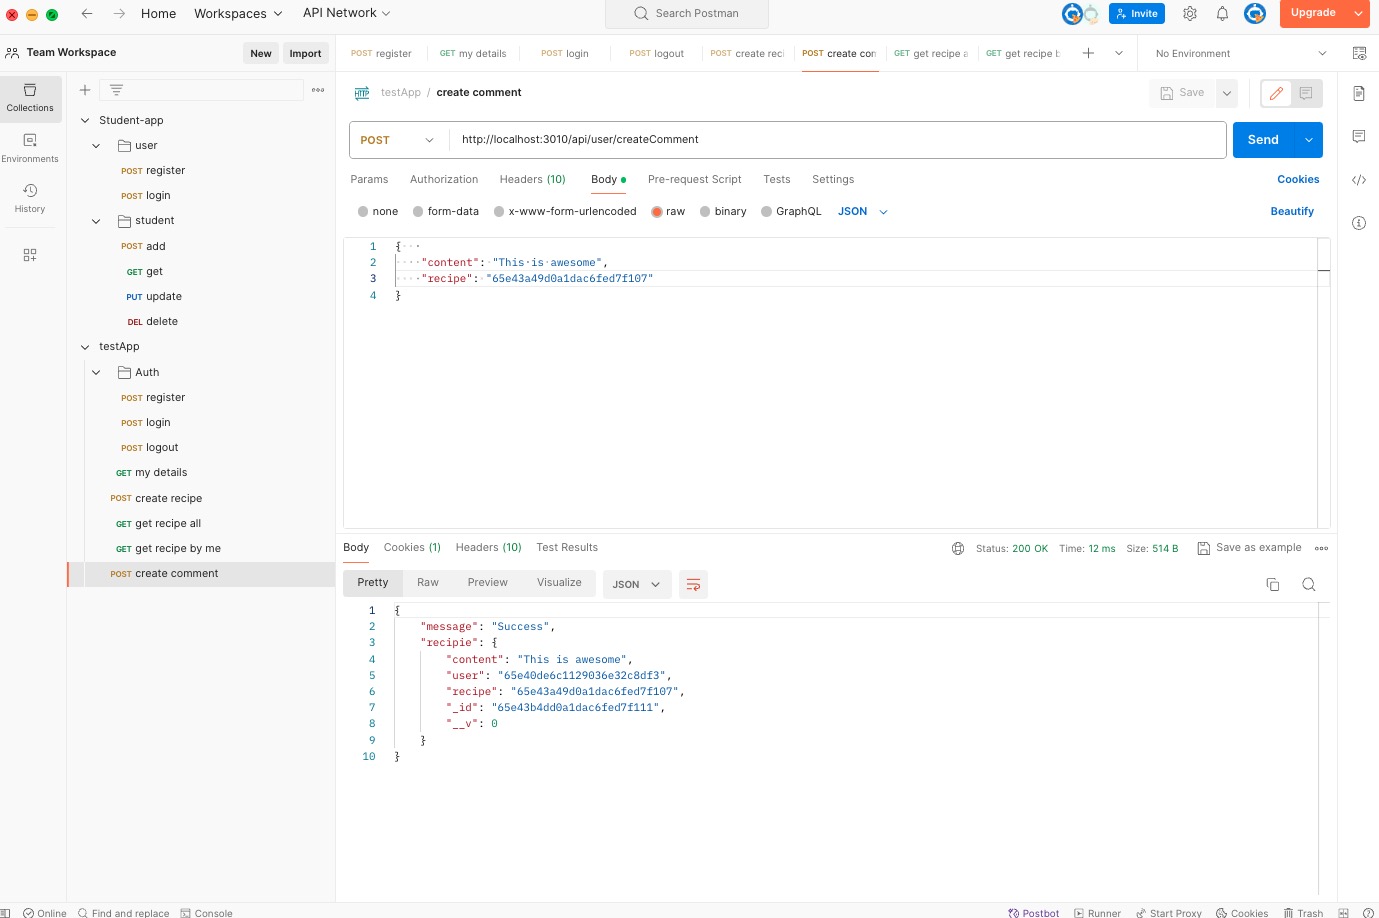 Home Workspaces API Network Search Postman Invite Upgrade
Team Workspace New Import POST register GET my details POST login POST logout POST create reci POST create con GET get recipe a GET get recipe b No Environment
Collections
Environments
History
Student-app
user
POST register
POST login
student
POST add
GET get
PUT update
DEL delete
testApp
Auth
POST register
POST login
POST logout
GET my details
POST create recipe
GET get recipe all
GET get recipe by me
POST create comment
HTTP testApp / create comment Save
POST http://localhost:3010/api/user/createComment Send
Params Authorization Headers (10) Body Pre-request Script Tests Settings Cookies
none form-data x-www-form-urlencoded raw binary GraphQL JSON Beautify
1 {
2 "content": "This is awesome",
3 "recipe": "65e43a49d0a1dac6fed7f107"
4 }
Body Cookies (1) Headers (10) Test Results Status: 200 OK Time: 12 ms Size: 514 B Save as example
Pretty Raw Preview Visualize JSON
1 {
2 "message": "Success",
3 "recipie": {
4 "content": "This is awesome",
5 "user": "65e40de6c1129036e32c8df3",
6 "recipe": "65e43a49d0a1dac6fed7f107",
7 "_id": "65e43b4dd0a1dac6fed7f111",
8 "__v": 0
9 }
10 }
Online Find and replace Console Postbot Runner Start Proxy Cookies Trash